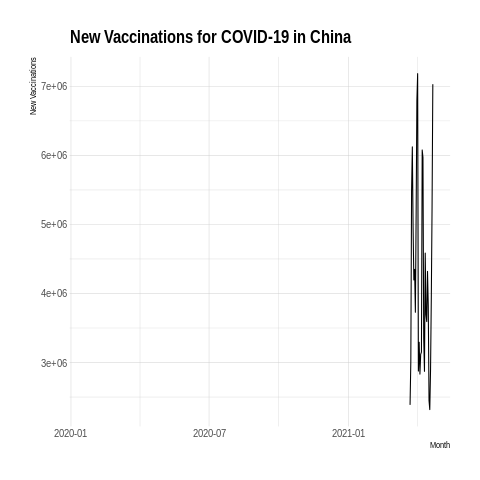 New Vaccinations for COVID-19 in China
New Vaccinations
7e+06
6e+06
5e+06
4e+06
3e+06
2020-01
2020-07
2021-01
Month